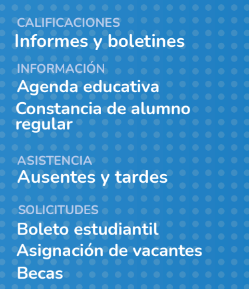 CALIFICACIONES
Informes y boletines
INFORMACIÓN
Agenda educativa
Constancia de alumno
regular
ASISTENCIA
Ausentes y tardes
SOLICITUDES
Boleto estudiantil
Asignación de vacantes
Becas